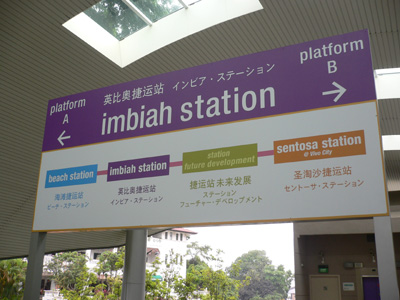 platform
A
英比奥捷运站 インビア・ステーション
imbiah station
platform
B
beach station
海滩捷运站
ビーチ・ステーション
imbiah station
英比奥捷运站
インビア・ステーション
station
future development
捷运站 未来发展
ステーション
フューチャー・デベロップメント
sentosa station
@ Vivo City
圣淘沙捷运站
セントーサ・ステーション